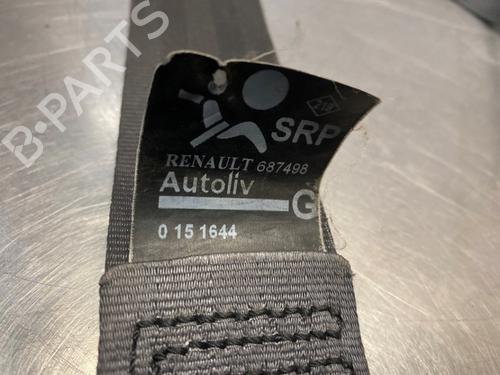 B-PARTS
SRP
RENAULT 687498
Autoliv
G
0 15 1644